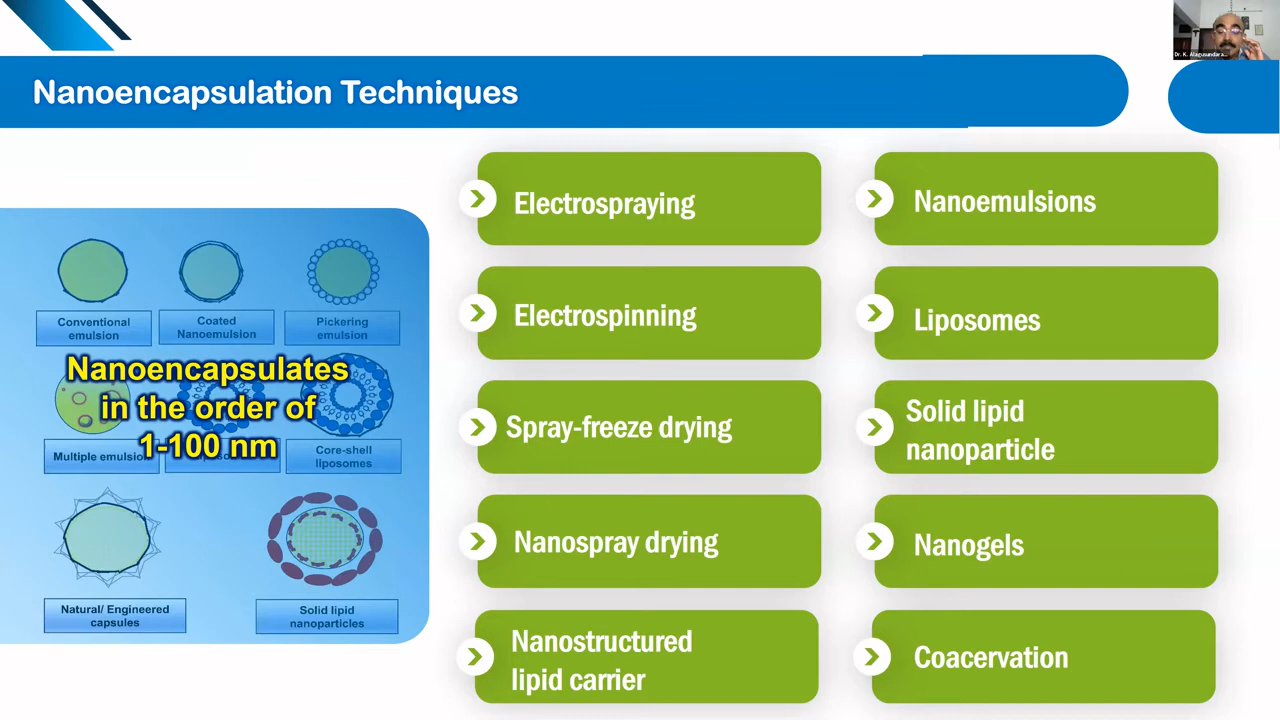 Dr. K. Alagusundara...
Nanoencapsulation Techniques
Conventional
emulsion
Coated
Nanoemulsion
Pickering
emulsion
Nanoencapsulates
in the order of
1-100 nm
Multiple emulsion
Core-shell
liposomes
Natural/ Engineered
capsules
Solid lipid
nanoparticles
Electrospraying
Nanoemulsions
Electrospinning
Liposomes
Spray-freeze drying
Solid lipid
nanoparticle
Nanospray drying
Nanogels
Nanostructured
lipid carrier
Coacervation